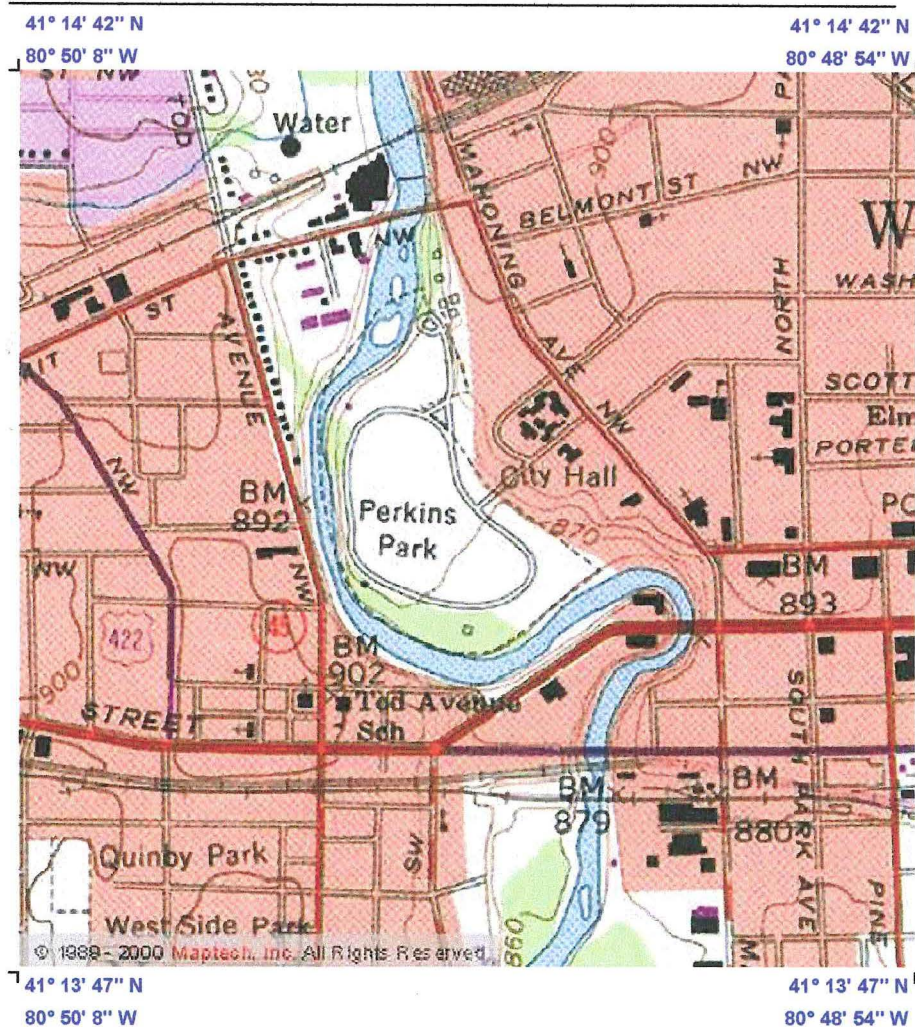 41° 14' 42" N
80° 50' 8" W
41° 14' 42" N
80° 48' 54" W
ST NW
TOD
AVENUE
NW
Water
MAHONING
AVE
NW
BELMONT ST
NW
900
W
WASH
NORTH
NW
ST
SCOTT
Elm
PORTE
City Hall
870
PO
BM
892
Perkins
Park
NW
NW
BM
893
422
BM
902
900
Tod Avenue
Sch
STREET
SOUTH PARK AVE
BM
879
BM
880
Quinby Park
SW
West Side Park
860
PINE
© 1989 - 2000 Maptech, Inc. All Rights Reserved
41° 13' 47" N
80° 50' 8" W
41° 13' 47" N
80° 48' 54" W